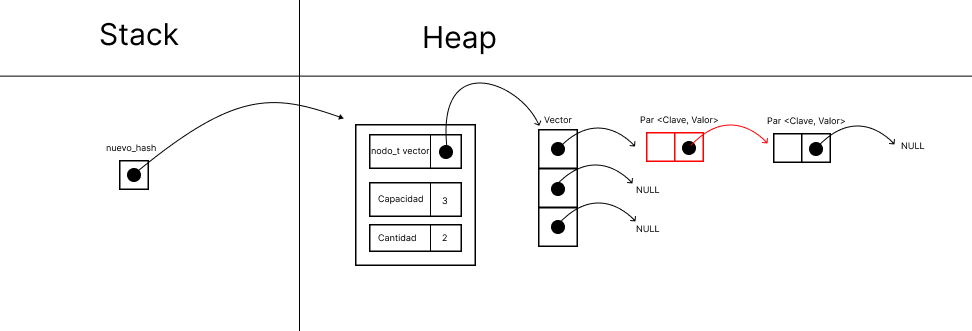 Stack
Heap
nuevo_hash
nodo_t vector
Capacidad
3
Cantidad
2
Vector
Par <Clave, Valor>
Par <Clave, Valor>
NULL
NULL
NULL